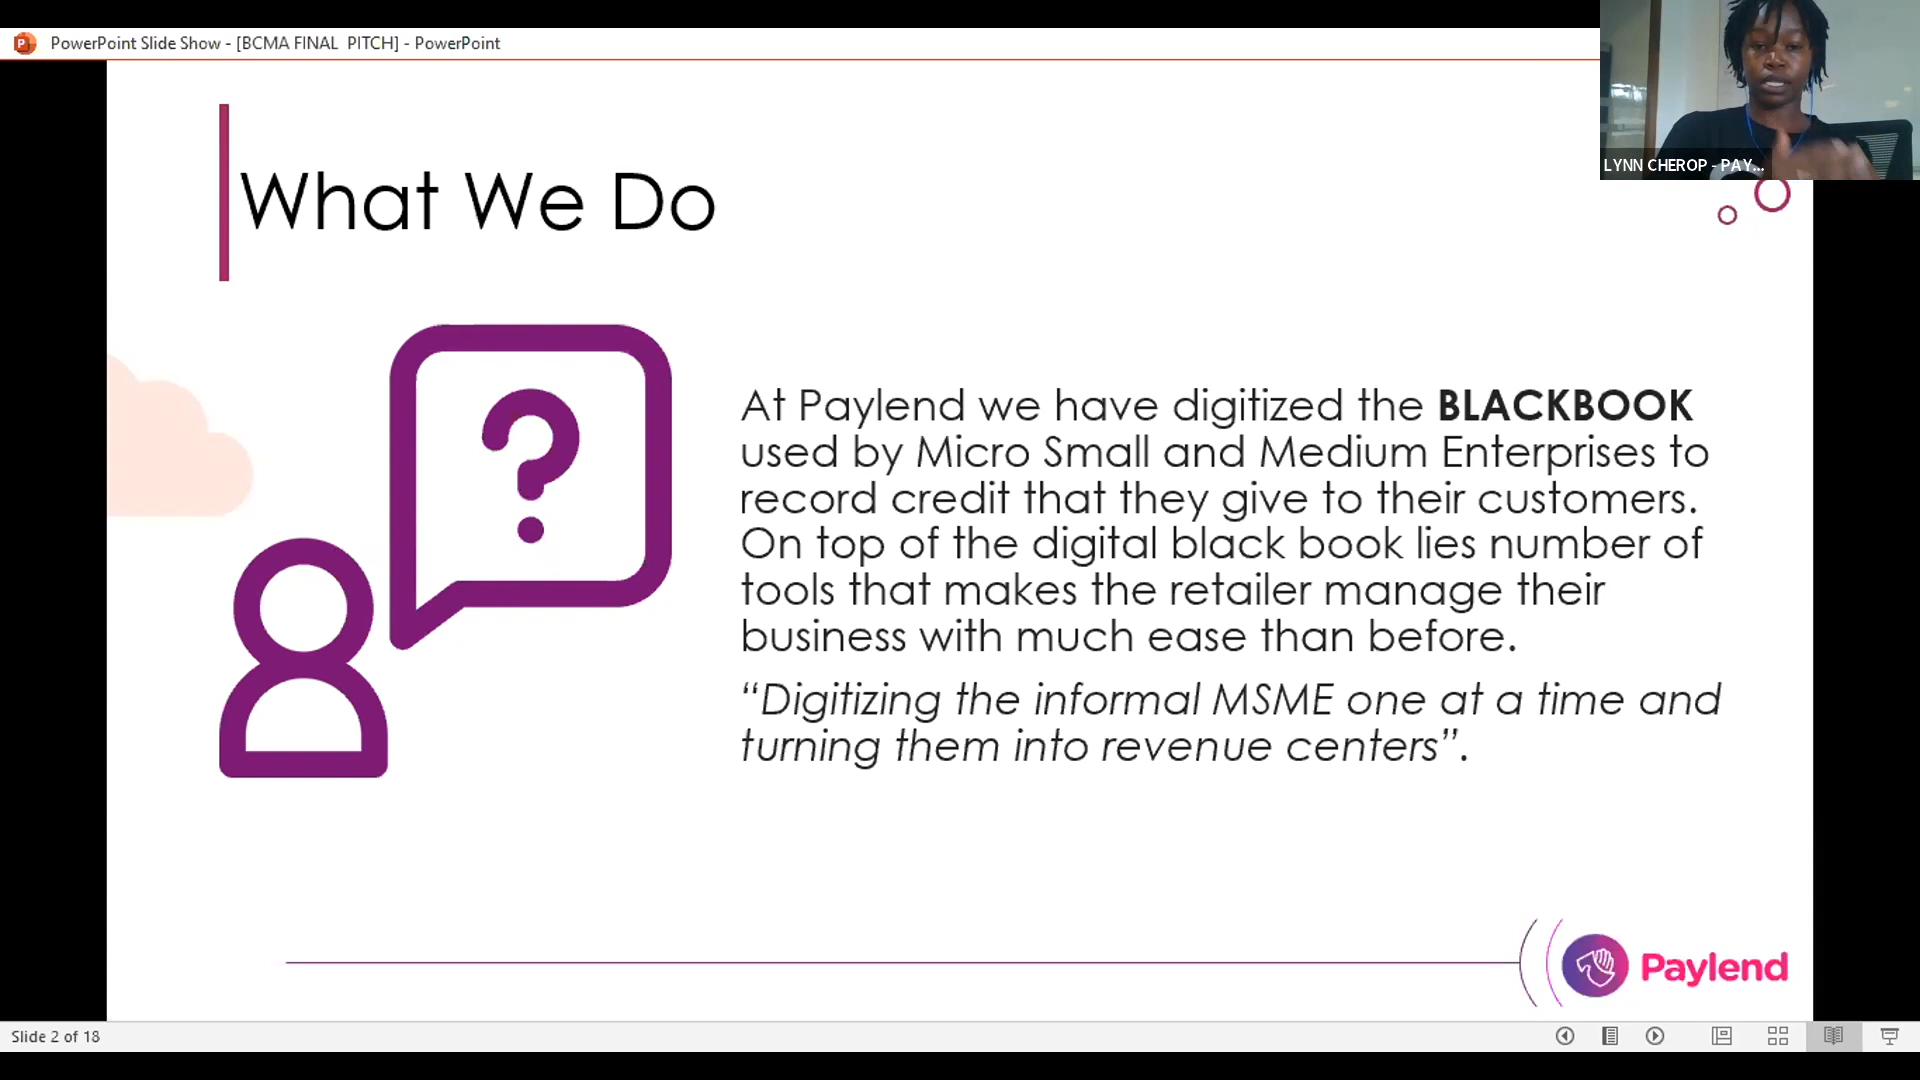 PowerPoint Slide Show - [BCMA FINAL  PITCH] - PowerPoint
LYNN CHEROP - PAY...
What We Do
?
At Paylend we have digitized the BLACKBOOK
used by Micro Small and Medium Enterprises to
record credit that they give to their customers.
On top of the digital black book lies number of
tools that makes the retailer manage their
business with much ease than before.
“Digitizing the informal MSME one at a time and
turning them into revenue centers”.
Paylend
Slide 2 of 18